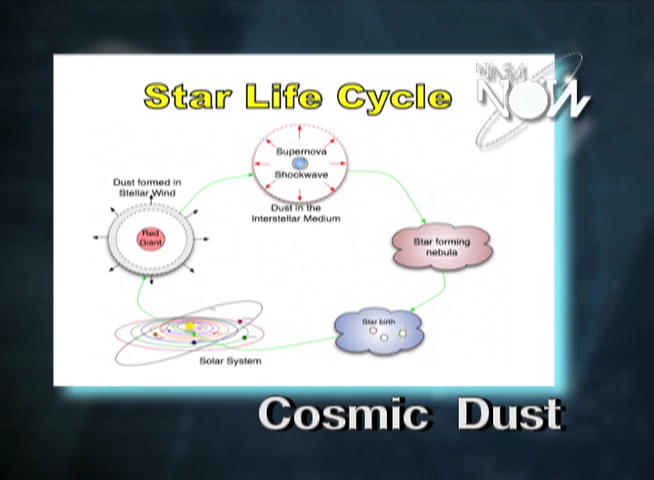 NASA
NOW
Star Life Cycle
Supernova
Shockwave
Dust in the
Interstellar Medium
Dust formed in
Stellar Wind
Red
Giant
Star forming
nebula
Star birth
Solar System
Cosmic Dust